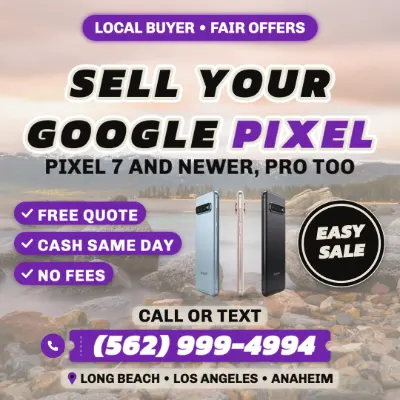 LOCAL BUYER • FAIR OFFERS
SELL YOUR
GOOGLE PIXEL
PIXEL 7 AND NEWER, PRO TOO
FREE QUOTE
CASH SAME DAY
NO FEES
EASY
SALE
CALL OR TEXT
(562) 999-4994
LONG BEACH • LOS ANGELES • ANAHEIM